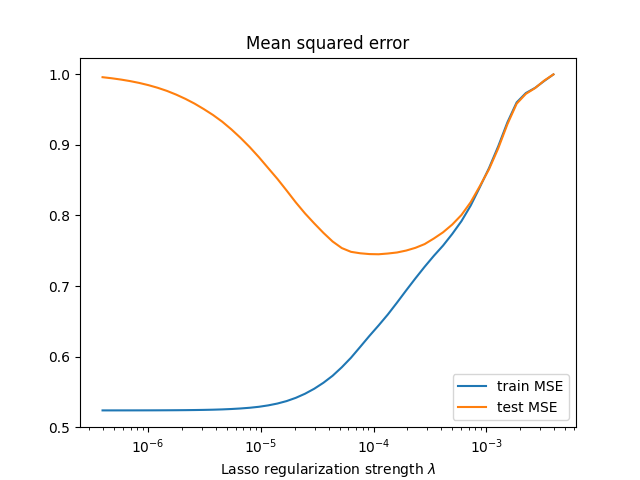 Mean squared error
1.0
0.9
0.8
0.7
0.6
0.5
10⁻⁶ 10⁻⁵ 10⁻⁴ 10⁻³
Lasso regularization strength λ
train MSE
test MSE